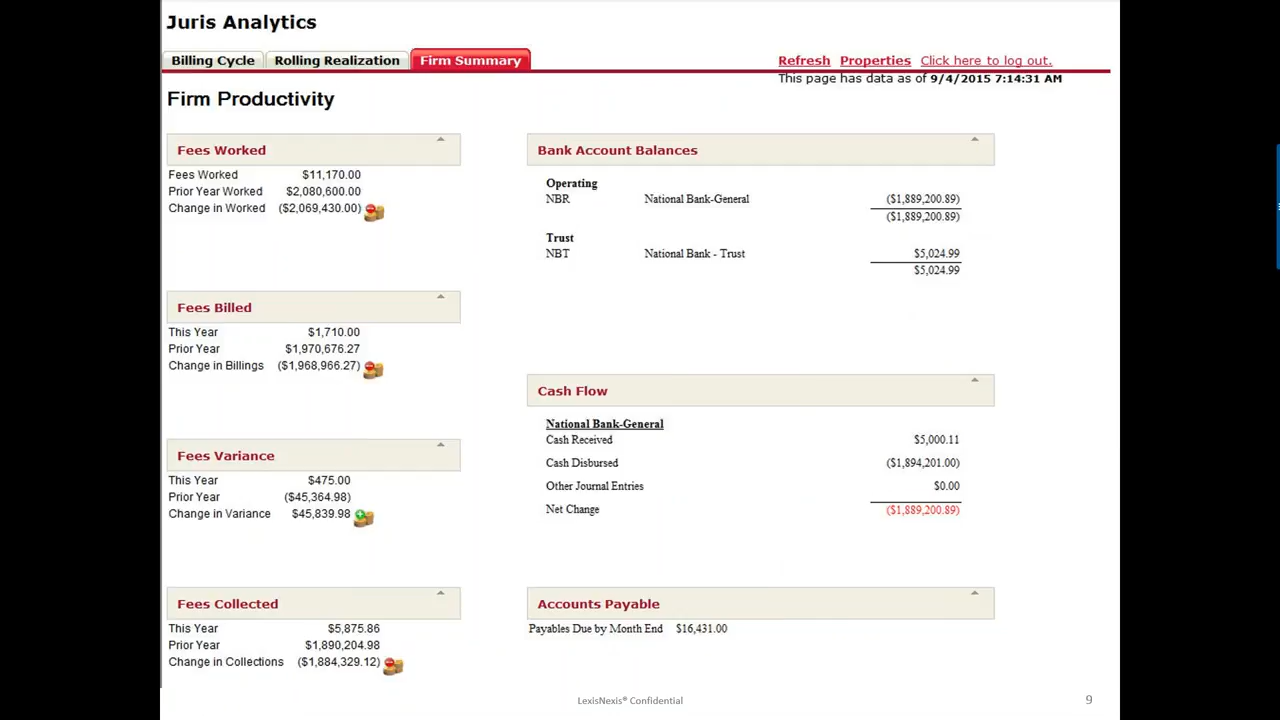 Juris Analytics
Billing Cycle Rolling Realization Firm Summary
Refresh Properties Click here to log out.
This page has data as of 9/4/2015 7:14:31 AM
Firm Productivity
Fees Worked
Fees Worked $11,170.00
Prior Year Worked $2,080,600.00
Change in Worked ($2,069,430.00)
Fees Billed
This Year $1,710.00
Prior Year $1,970,676.27
Change in Billings ($1,968,966.27)
Fees Variance
This Year $475.00
Prior Year ($45,364.98)
Change in Variance $45,839.98
Fees Collected
This Year $5,875.86
Prior Year $1,890,204.98
Change in Collections ($1,884,329.12)
Bank Account Balances
Operating
NBR National Bank-General ($1,889,200.89)
($1,889,200.89)
Trust
NBT National Bank - Trust $5,024.99
$5,024.99
Cash Flow
National Bank-General
Cash Received $5,000.11
Cash Disbursed ($1,894,201.00)
Other Journal Entries $0.00
Net Change ($1,889,200.89)
Accounts Payable
Payables Due by Month End $16,431.00
LexisNexis® Confidential
9